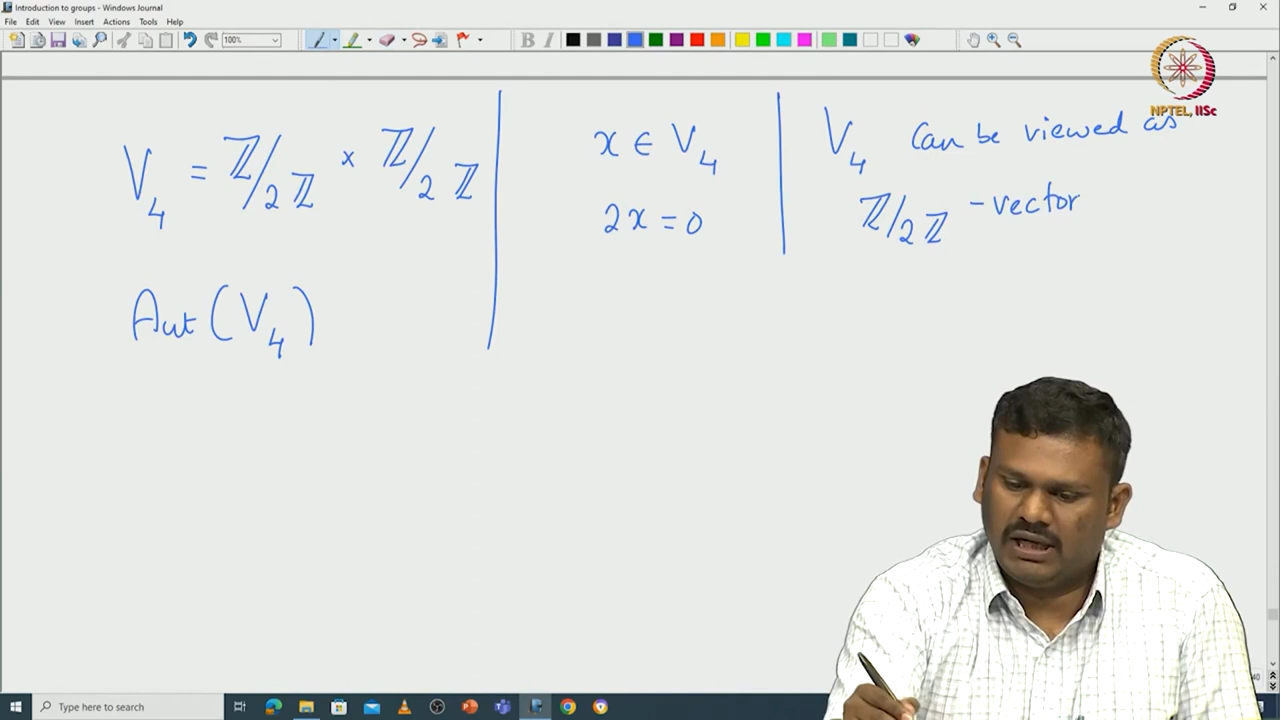 Introduction to groups - Windows Journal
File Edit View Insert Actions Tools Help
100%
NPTEL, IISc
V₄ = ℤ/2ℤ × ℤ/2ℤ
Aut(V₄)
x ∈ V₄
2x = 0
V₄ Can be viewed as
ℤ/2ℤ - vector
40
Type here to search